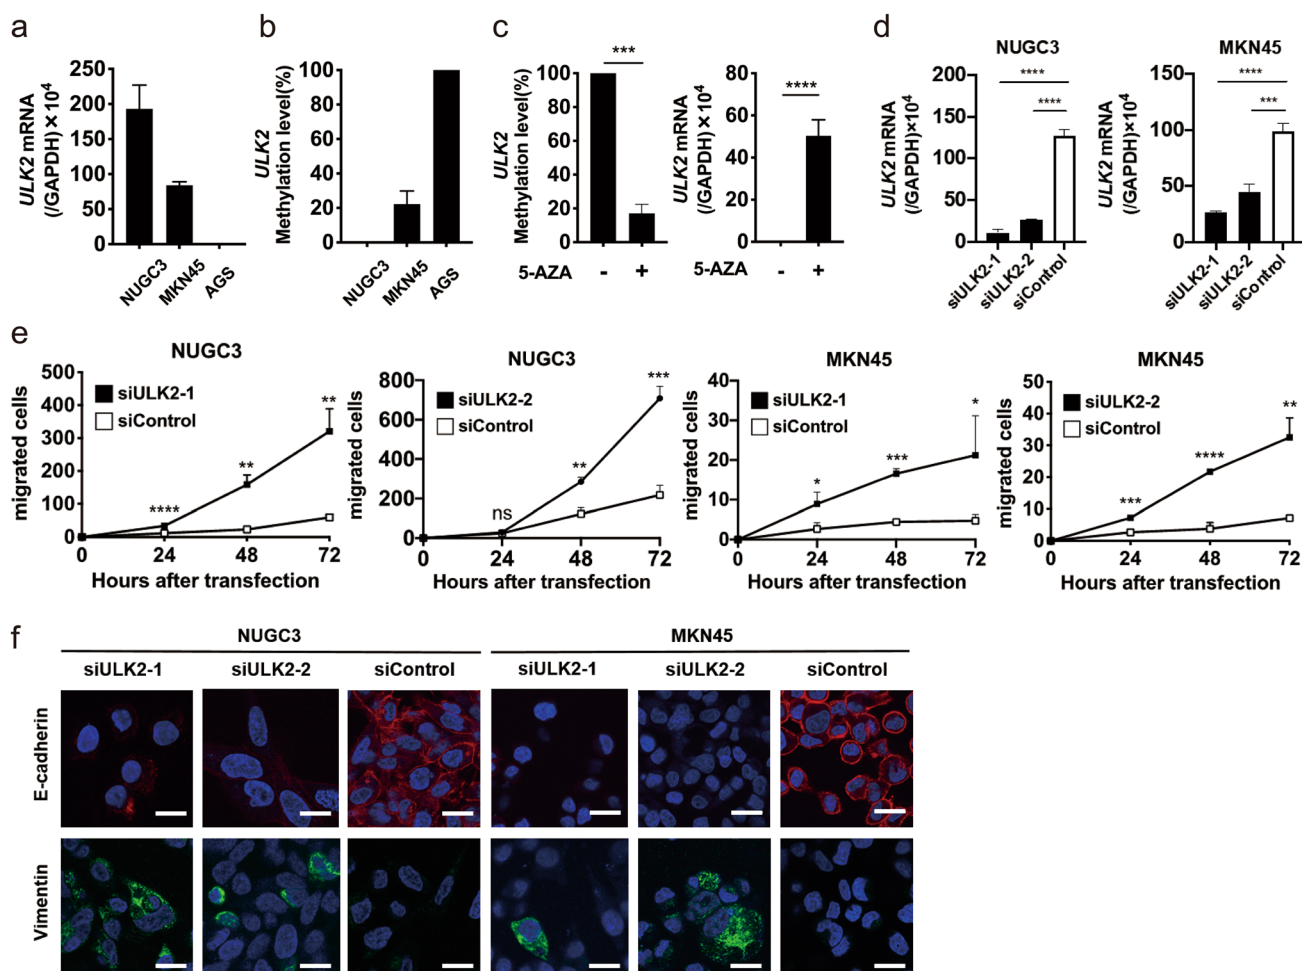 a
ULK2 mRNA
(/GAPDH)×10⁴
250
200
150
100
50
0
NUGC3
MKN45
AGS
b
ULK2
Methylation level(%)
100
80
60
40
20
0
NUGC3
MKN45
AGS
c
ULK2
Methylation level(%)
100
80
60
40
20
0
***
5-AZA - +
ULK2 mRNA
(/GAPDH)×10⁴
80
60
40
20
0
****
5-AZA - +
d
NUGC3
ULK2 mRNA
(/GAPDH)×10⁴
200
150
100
50
0
****
****
siULK2-1
siULK2-2
siControl
MKN45
ULK2 mRNA
(/GAPDH)×10⁴
150
100
50
0
****
***
siULK2-1
siULK2-2
siControl
e
NUGC3
migrated cells
500
400
300
200
100
0
siULK2-1
siControl
****
**
**
0 24 48 72
Hours after transfection
NUGC3
migrated cells
800
600
400
200
0
siULK2-2
siControl
ns
**
***
0 24 48 72
Hours after transfection
MKN45
migrated cells
40
30
20
10
0
siULK2-1
siControl
*
***
*
0 24 48 72
Hours after transfection
MKN45
migrated cells
50
40
30
20
10
0
siULK2-2
siControl
***
****
**
0 24 48 72
Hours after transfection
f
NUGC3 MKN45
siULK2-1 siULK2-2 siControl siULK2-1 siULK2-2 siControl
E-cadherin
Vimentin